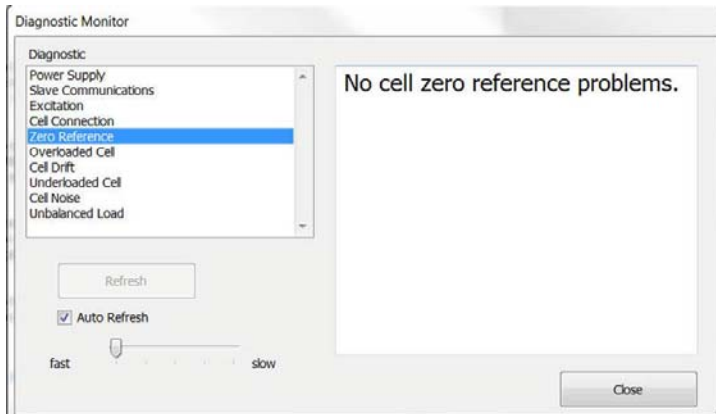 Diagnostic Monitor
Diagnostic
Power Supply
Slave Communications
Excitation
Cell Connection
Zero Reference
Overloaded Cell
Cell Drift
Underloaded Cell
Cell Noise
Unbalanced Load
No cell zero reference problems.
Refresh
Auto Refresh
fast slow
Close